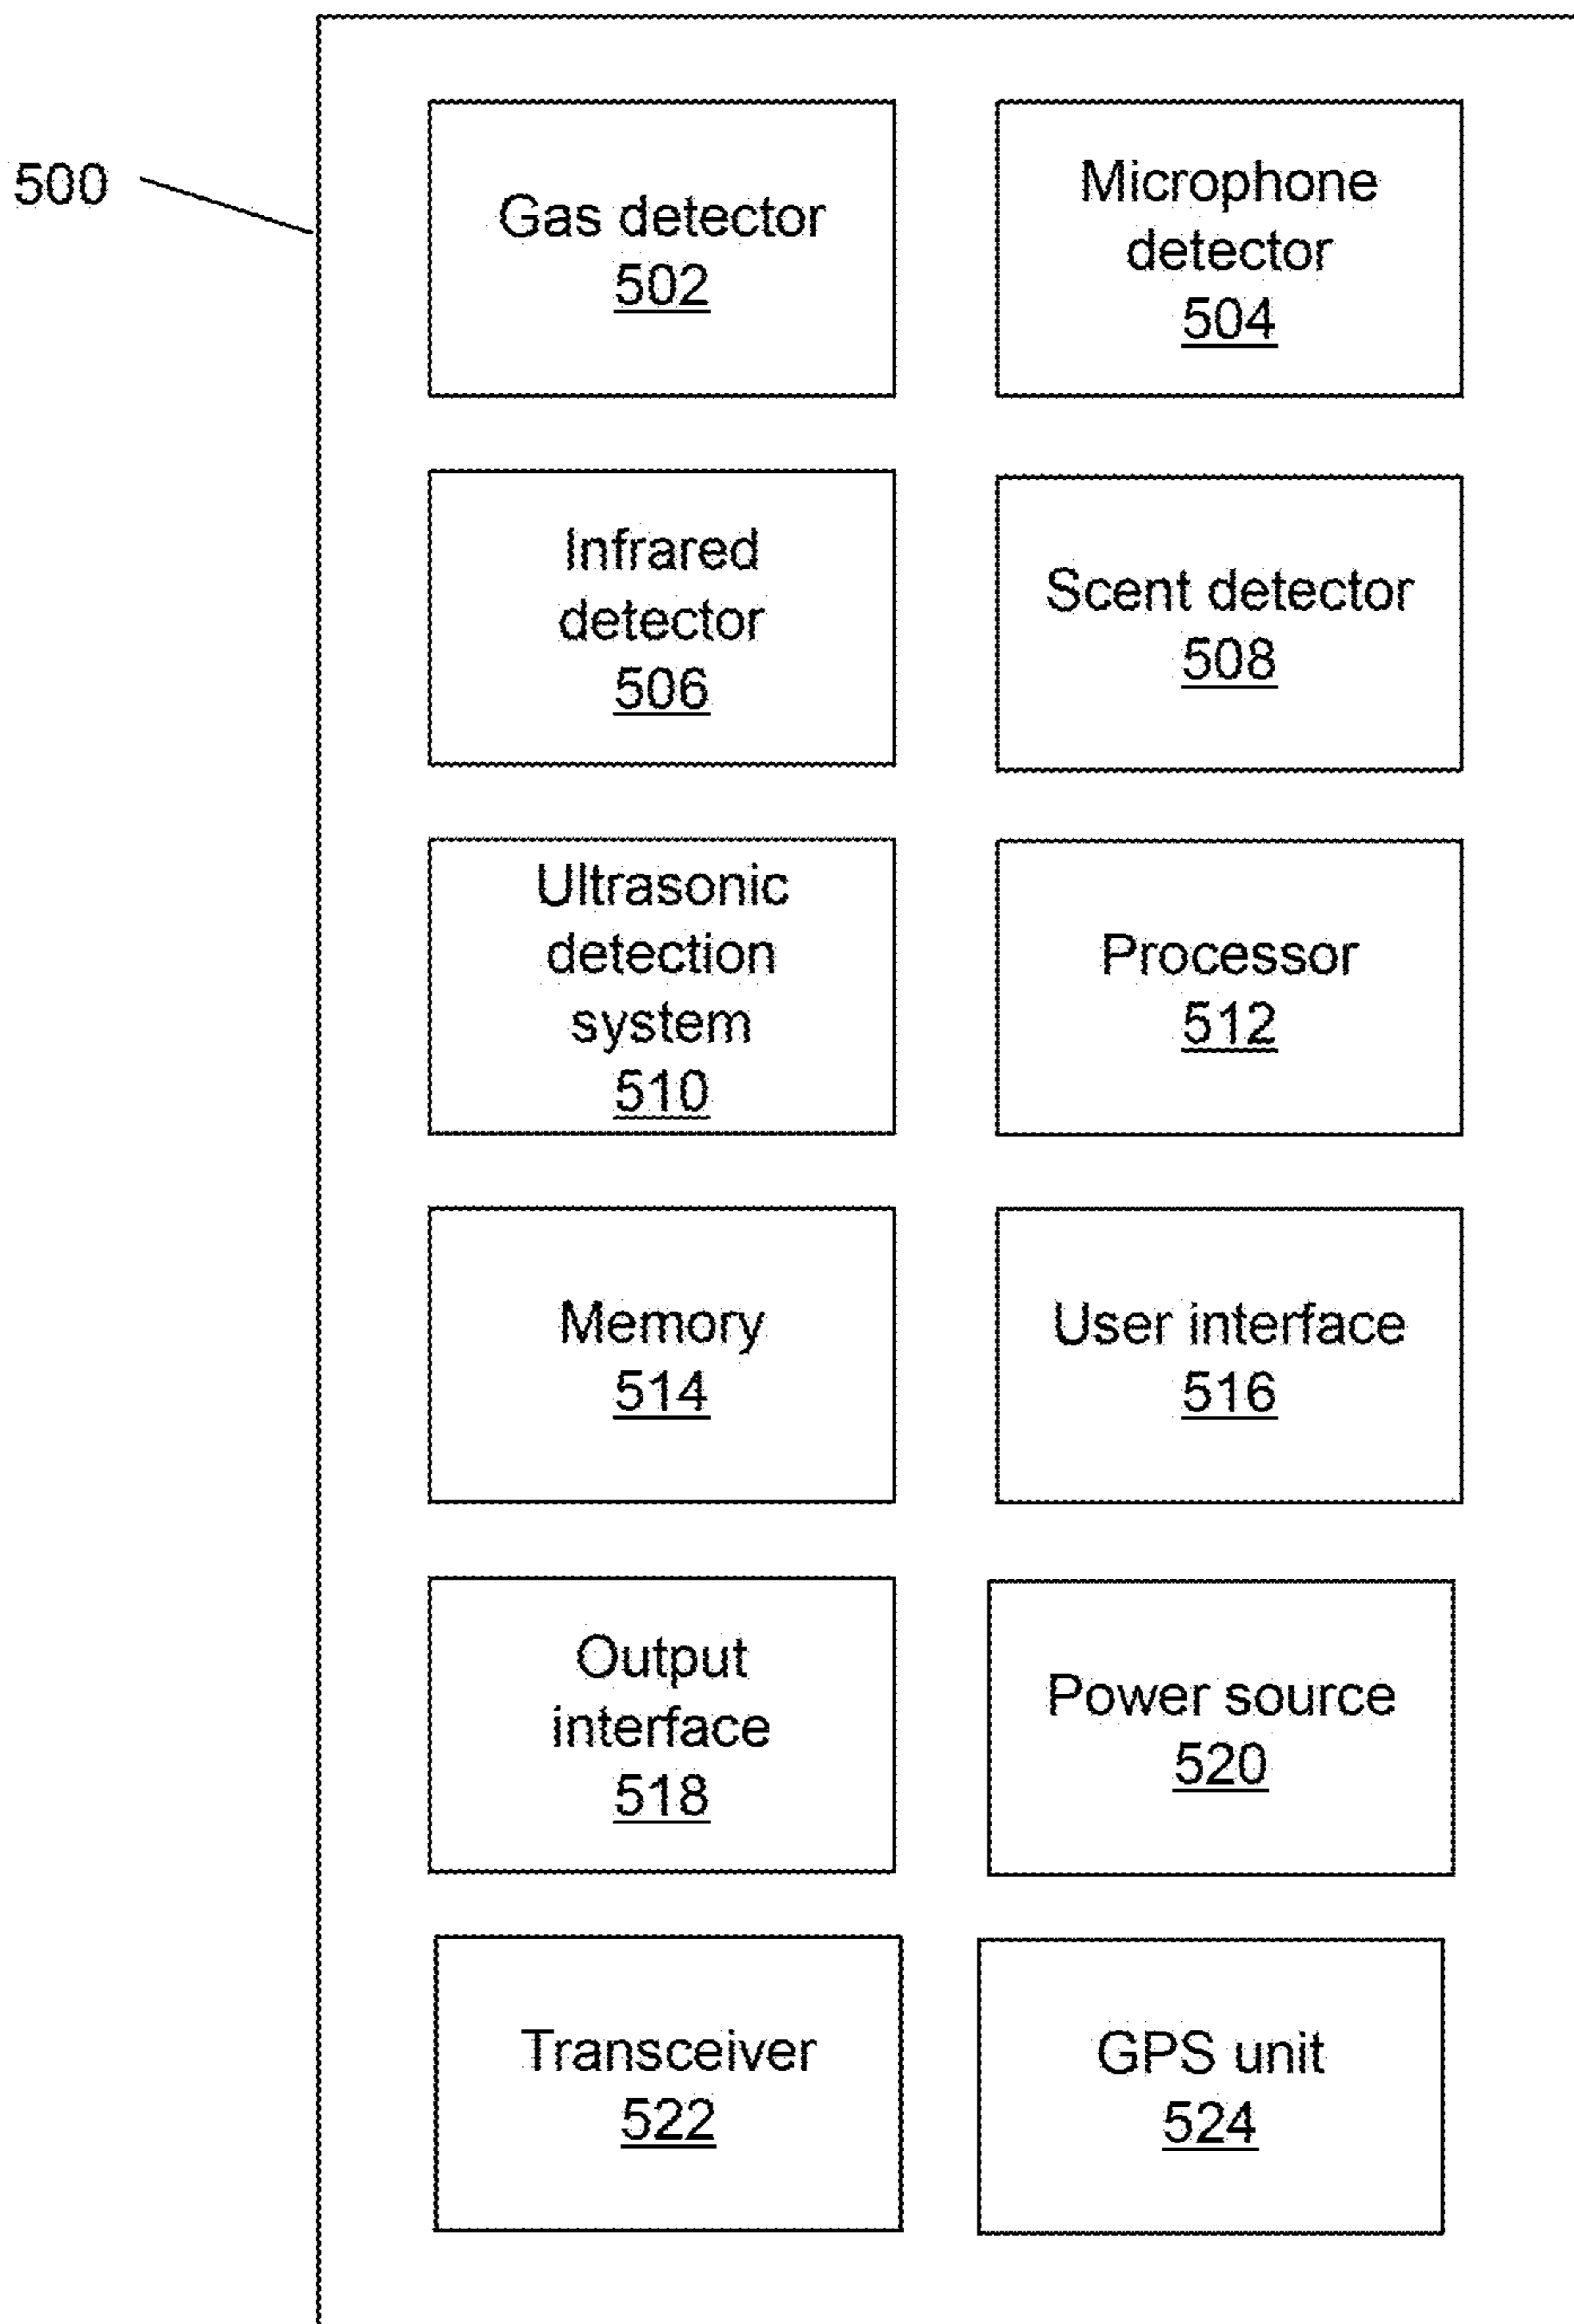 500
Gas detector
502
Microphone
detector
504
Infrared
detector
506
Scent detector
508
Ultrasonic
detection
system
510
Processor
512
Memory
514
User interface
516
Output
interface
518
Power source
520
Transceiver
522
GPS unit
524